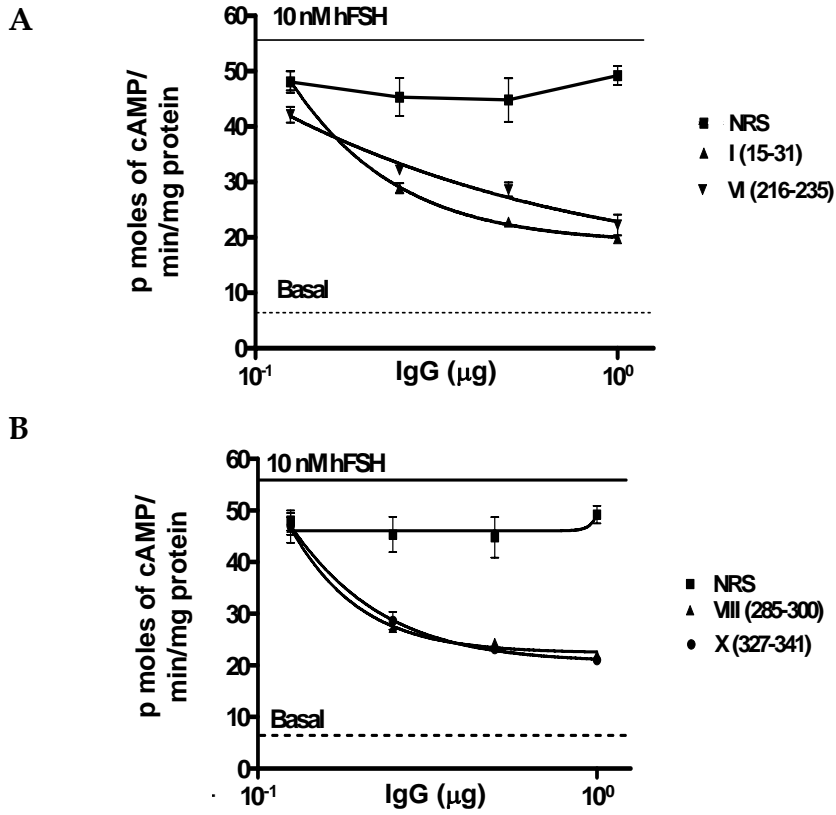 A
60
10 nM hFSH
50
40
30
20
10
0
Basal
p moles of cAMP/
min/mg protein
10⁻¹
IgG (µg)
10⁰
NRS
I (15-31)
VI (216-235)
B
60
10 nM hFSH
50
40
30
20
10
0
Basal
p moles of cAMP/
min/mg protein
10⁻¹
IgG (µg)
10⁰
NRS
VIII (285-300)
X (327-341)